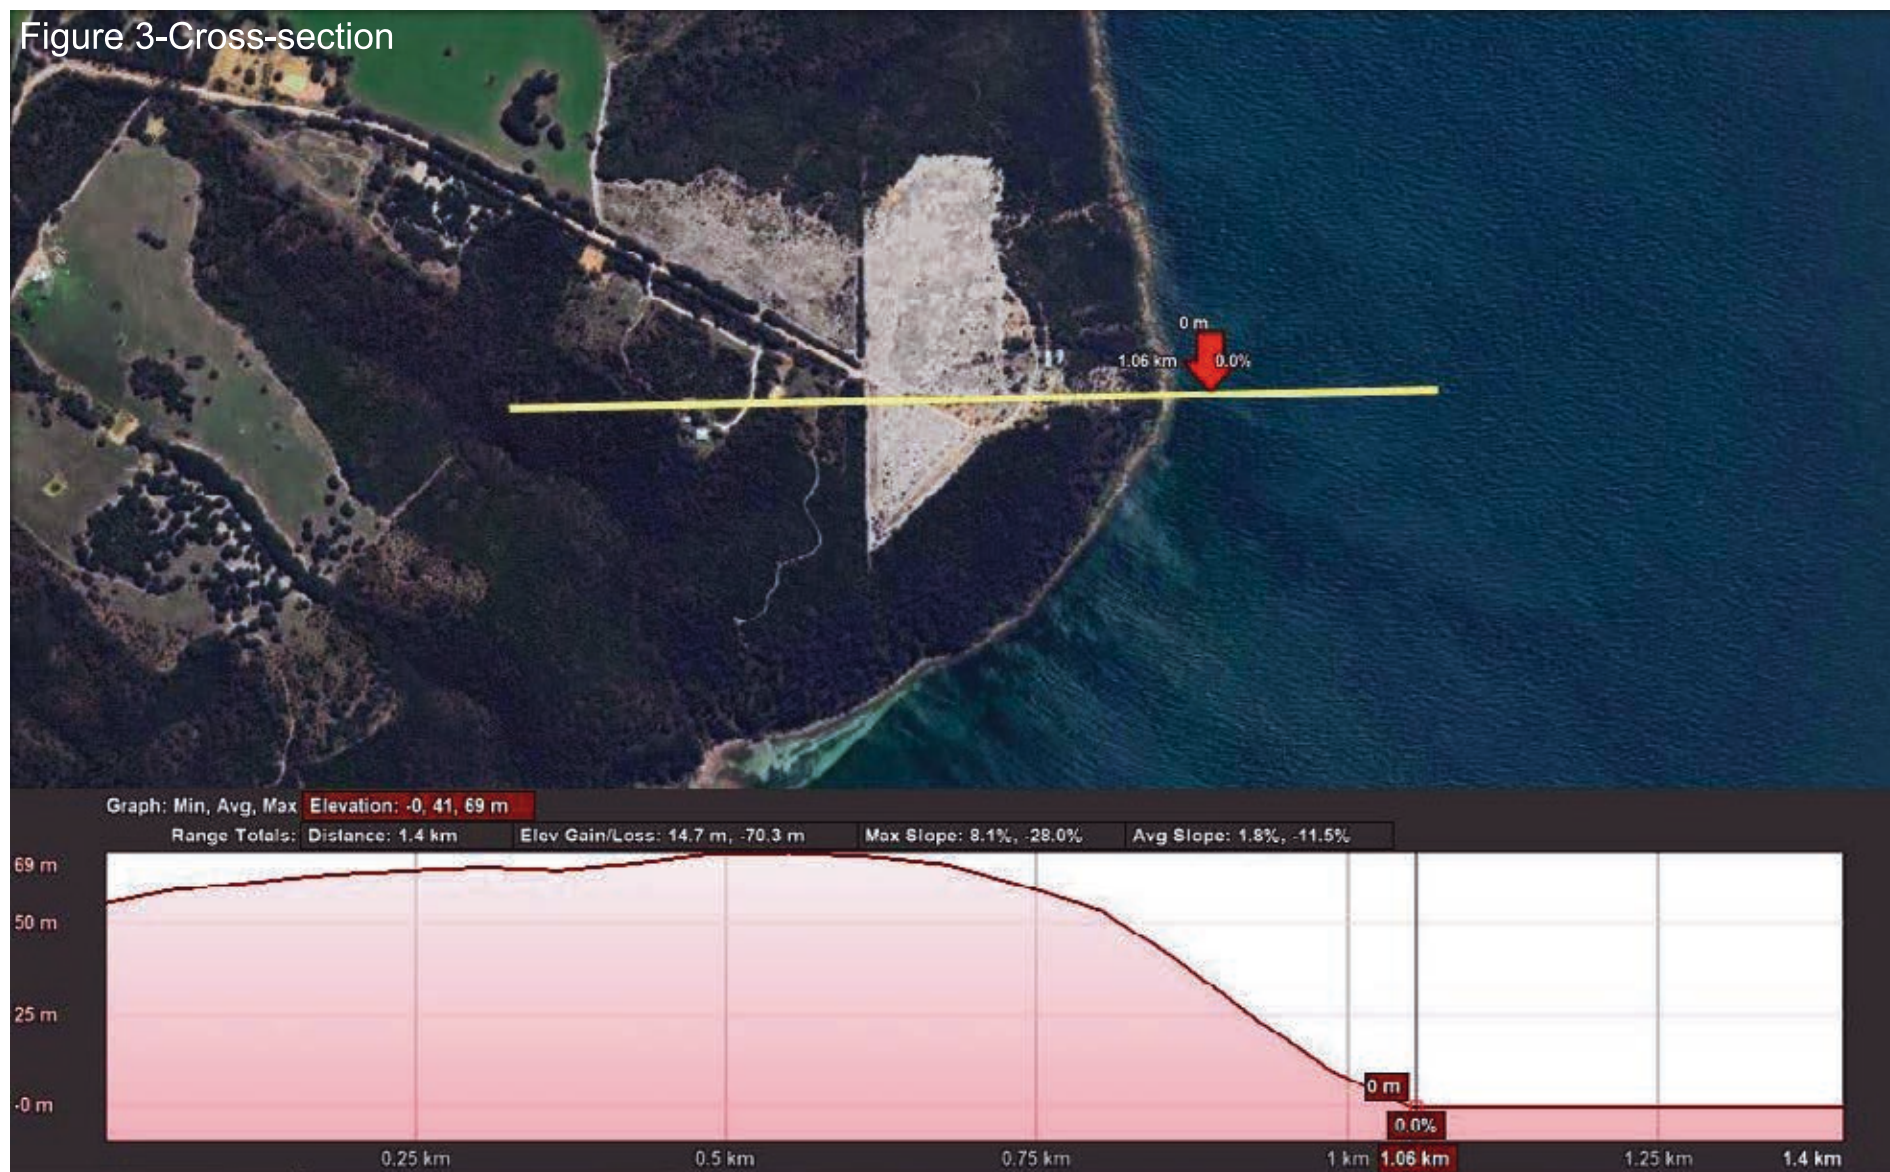 Figure 3-Cross-section
0 m
1.06 km 0.0%
Graph: Min, Avg, Max Elevation: -0, 41, 69 m
Range Totals: Distance: 1.4 km Elev Gain/Loss: 14.7 m, -70.3 m Max Slope: 8.1%, -28.0% Avg Slope: 1.8%, -11.5%
69 m
50 m
25 m
0 m
-0 m
0.0%
0.25 km 0.5 km 0.75 km 1 km 1.06 km 1.25 km 1.4 km